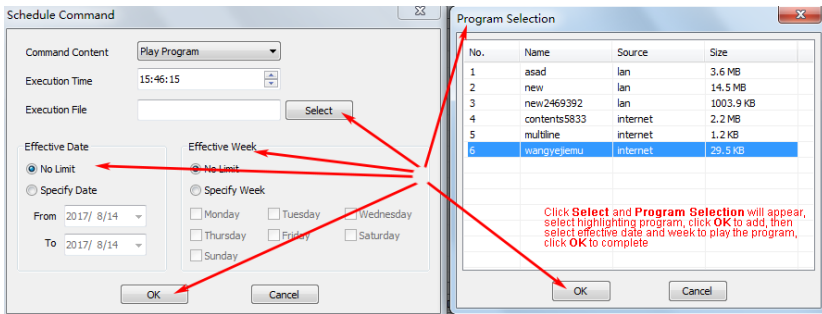 Schedule Command
Command Content Play Program
Execution Time 15:46:15
Execution File Select
Effective Date Effective Week
No Limit No Limit
Specify Date Specify Week
From 2017/ 8/14 Monday Tuesday Wednesday
To 2017/ 8/14 Thursday Friday Saturday
Sunday
OK Cancel
Program Selection
No. Name Source Size
1 asad lan 3.6 MB
2 new lan 14.5 MB
3 new2469392 lan 1003.9 KB
4 contents5833 internet 2.2 MB
5 multiline internet 1.2 KB
6 wangyejiemu internet 29.5 KB
Click Select and Program Selection will appear,
select highlighting program, click OK to add, then
select effective date and week to play the program,
click OK to complete
OK Cancel